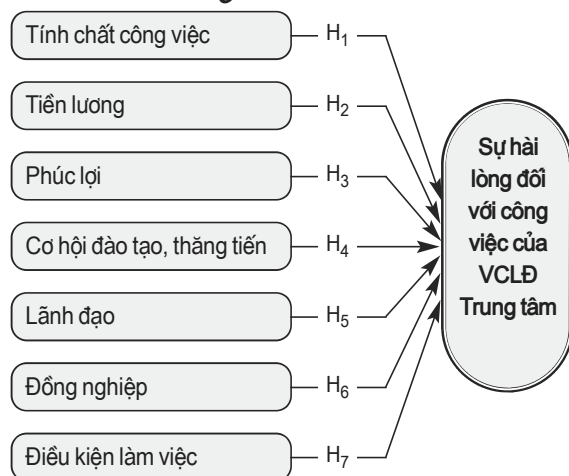 Tính chất công việc
H1
Tiền lương
H2
Phúc lợi
H3
Cơ hội đào tạo, thăng tiến
H4
Lãnh đạo
H5
Đồng nghiệp
H6
Điều kiện làm việc
H7
Sự hài
lòng đối
với công
việc của
VCLĐ
Trung tâm